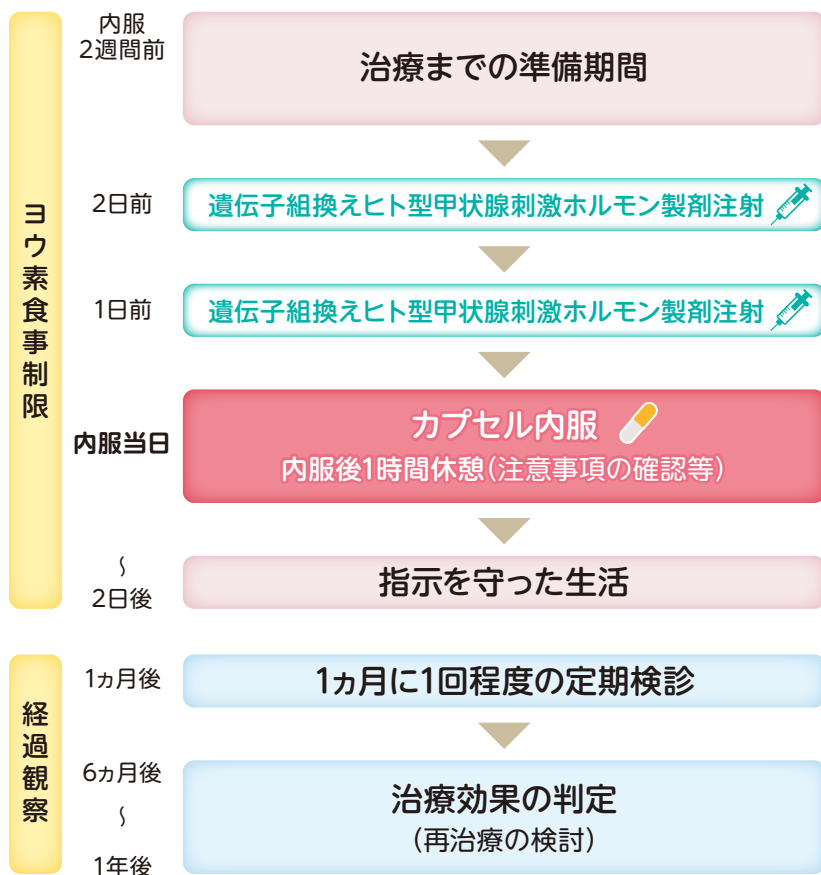 ヨウ素食事制限
内服
2週間前
治療までの準備期間
2日前
遺伝子組換えヒト型甲状腺刺激ホルモン製剤注射
1日前
遺伝子組換えヒト型甲状腺刺激ホルモン製剤注射
内服当日
カプセル内服
内服後1時間休憩(注意事項の確認等)
〜
2日後
指示を守った生活
経過観察
1ヵ月後
1ヵ月に1回程度の定期検診
6ヵ月後
〜
1年後
治療効果の判定
(再治療の検討)